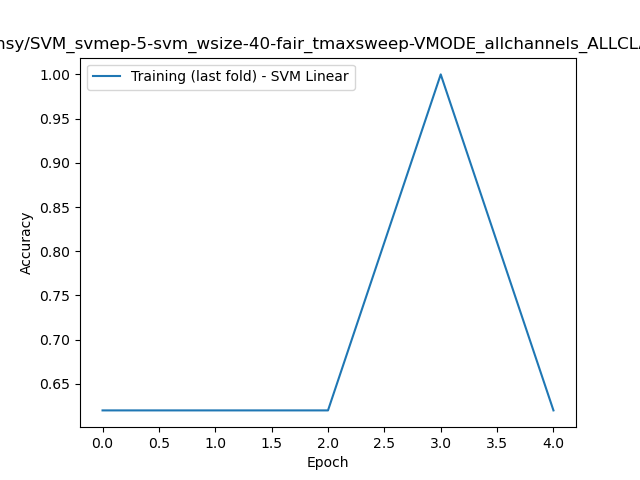 nsy/SVM_svmep-5-svm_wsize-40-fair_tmaxsweep-VMODE_allchannels_ALLCLA
Training (last fold) - SVM Linear
1.00
0.95
0.90
0.85
0.80
0.75
0.70
0.65
Accuracy
0.0 0.5 1.0 1.5 2.0 2.5 3.0 3.5 4.0
Epoch